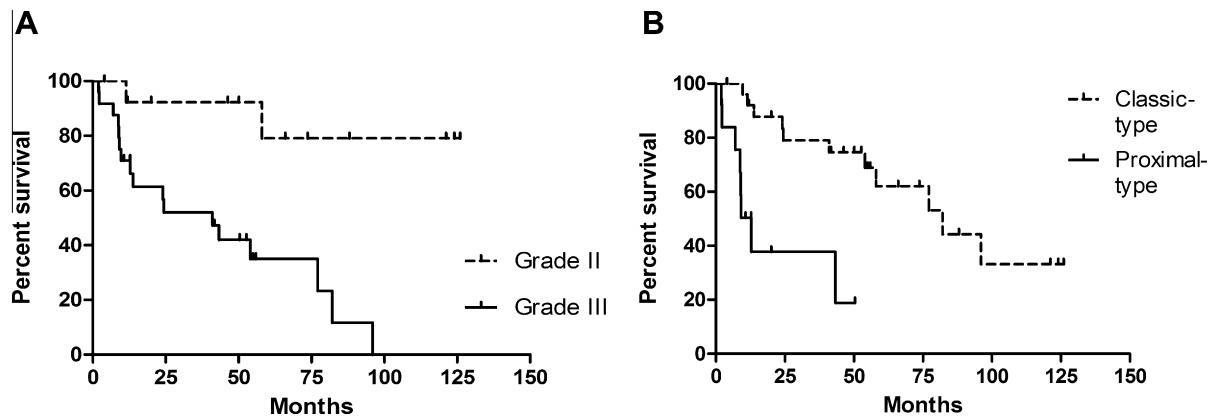 A
Percent survival
100
80
60
40
20
0
0 25 50 75 100 125 150
Months
Grade II
Grade III
B
Percent survival
100
80
60
40
20
0
0 25 50 75 100 125 150
Months
Classic-
type
Proximal-
type